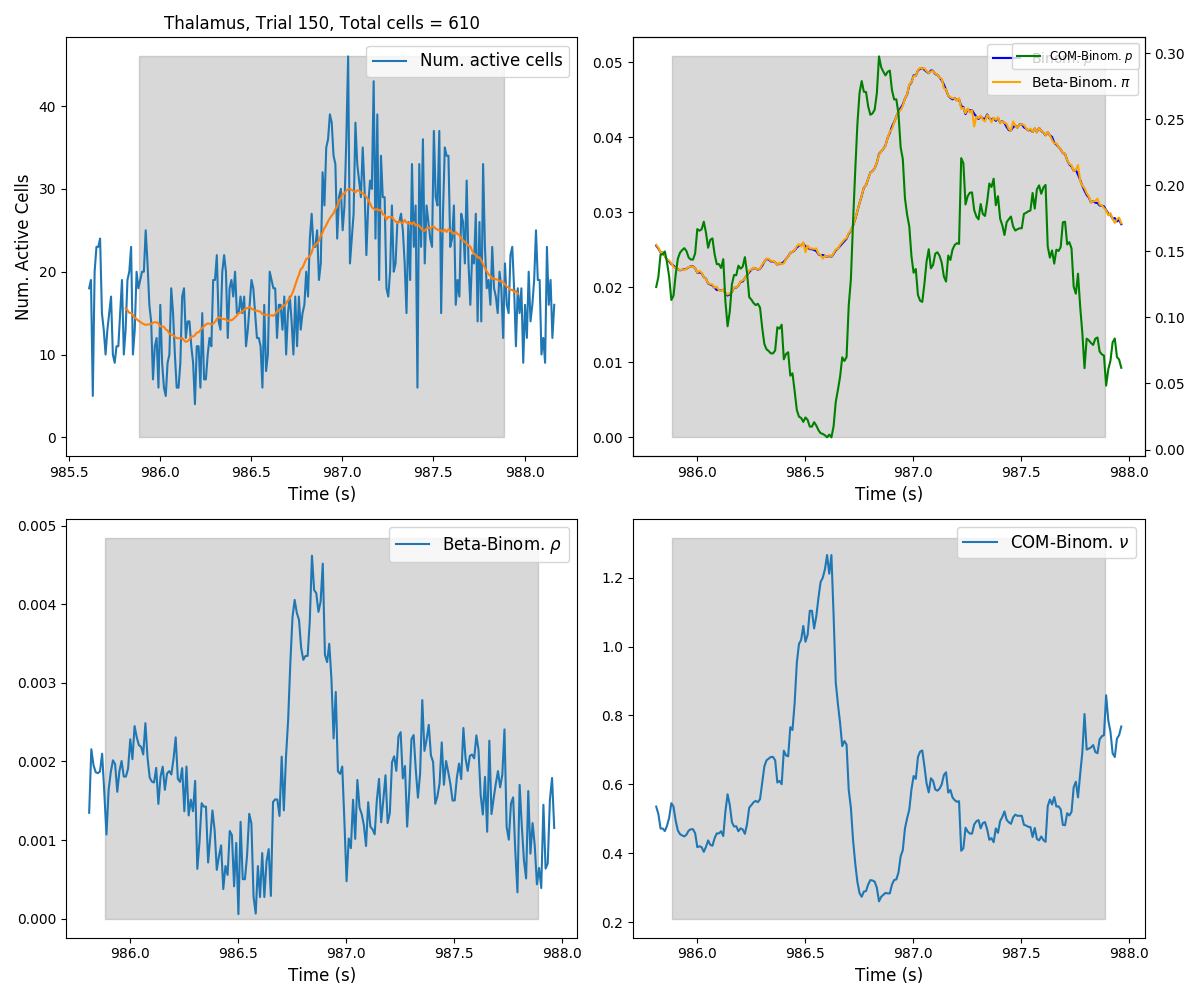 Thalamus, Trial 150, Total cells = 610
Num. active cells
Num. Active Cells
40
30
20
10
0
985.5 986.0 986.5 987.0 987.5 988.0
Time (s)
COM-Binom. p
Beta-Binom. π
0.05
0.04
0.03
0.02
0.01
0.00
0.30
0.25
0.20
0.15
0.10
0.05
0.00
986.0 986.5 987.0 987.5 988.0
Time (s)
Beta-Binom. ρ
0.005
0.004
0.003
0.002
0.001
0.000
986.0 986.5 987.0 987.5 988.0
Time (s)
COM-Binom. ν
1.2
1.0
0.8
0.6
0.4
0.2
986.0 986.5 987.0 987.5 988.0
Time (s)